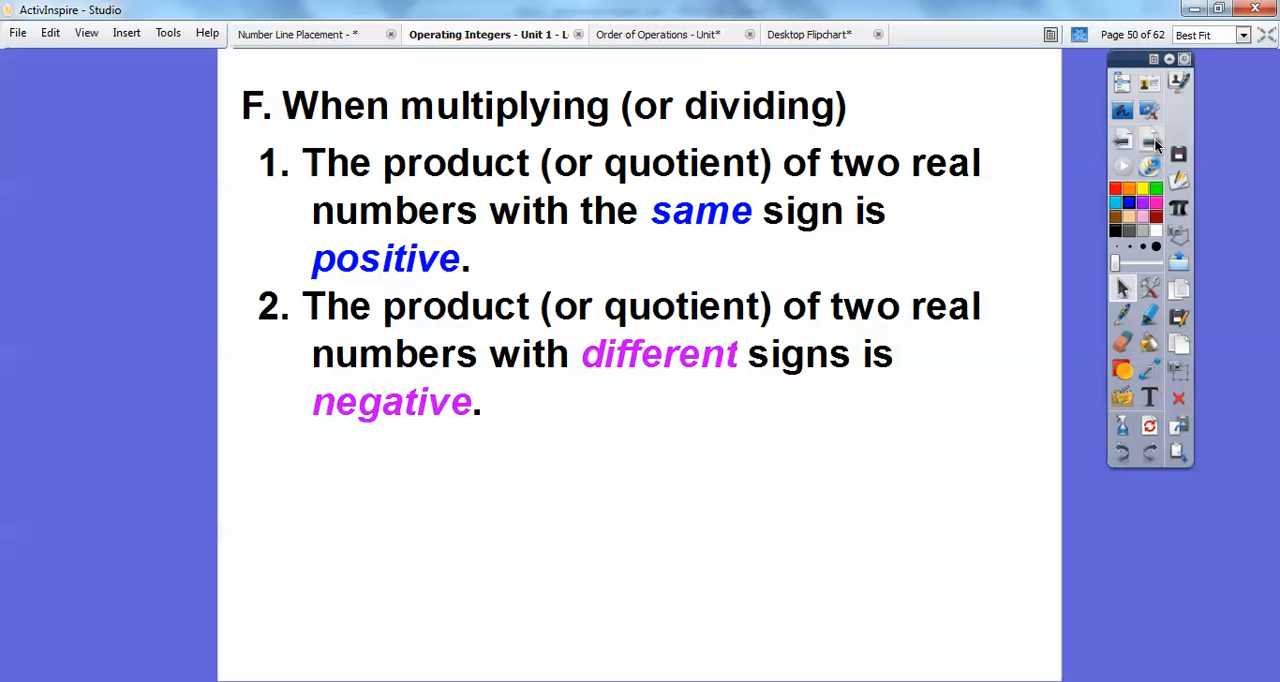 ActivInspire - Studio
File Edit View Insert Tools Help
Number Line Placement - *
Operating Integers - Unit 1 - L
Order of Operations - Unit*
Desktop Flipchart*
Page 50 of 62
Best Fit
F. When multiplying (or dividing)
1. The product (or quotient) of two real
numbers with the same sign is
positive.
2. The product (or quotient) of two real
numbers with different signs is
negative.